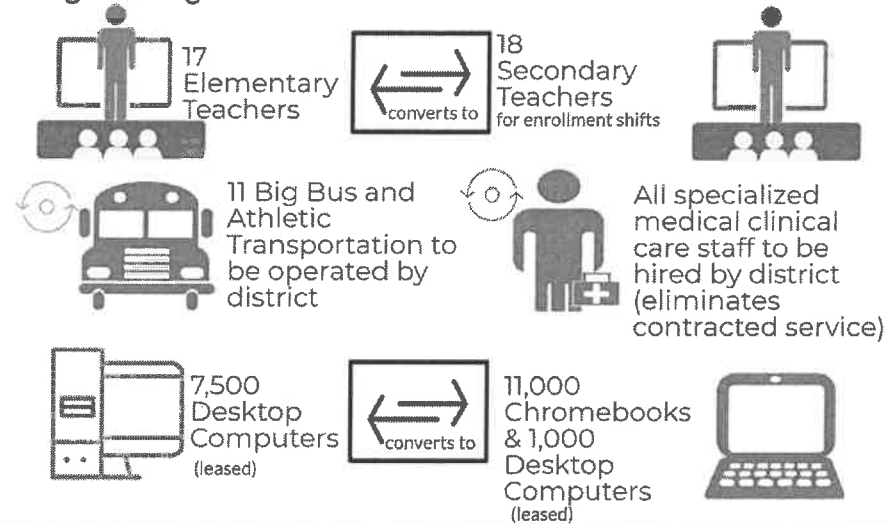 17
Elementary
Teachers
converts to
18
Secondary
Teachers
for enrollment shifts
11 Big Bus and
Athletic
Transportation to
be operated by
district
All specialized
medical clinical
care staff to be
hired by district
(eliminates
contracted service)
7,500
Desktop
Computers
(leased)
converts to
11,000
Chromebooks
& 1,000
Desktop
Computers
(leased)